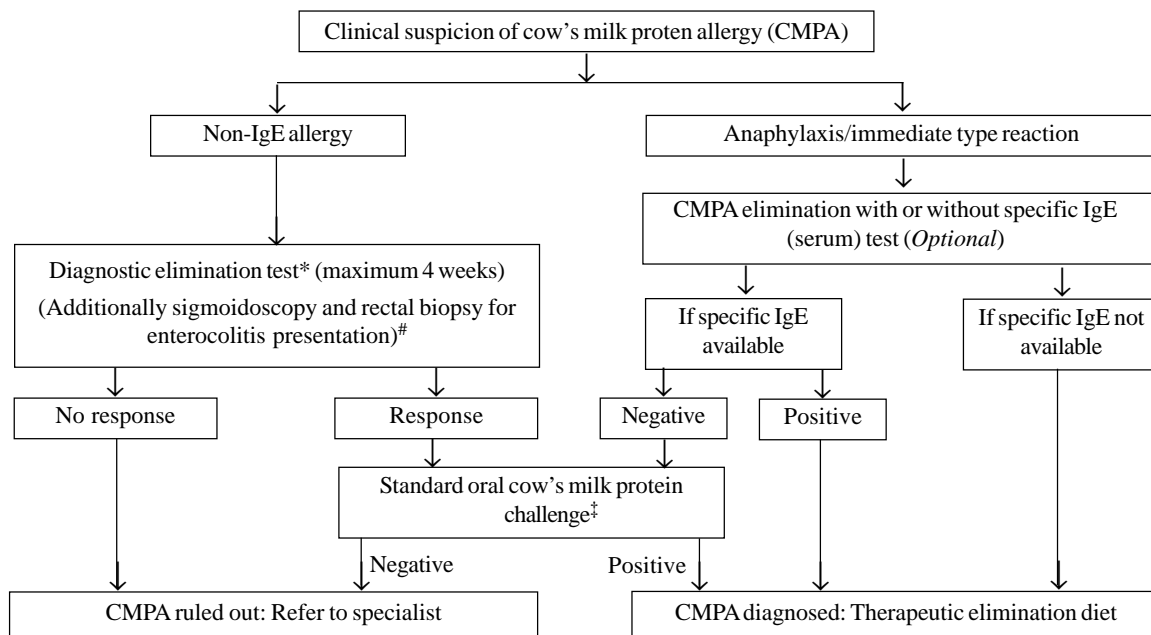 Clinical suspicion of cow's milk proten allergy (CMPA)
Non-IgE allergy
Anaphylaxis/immediate type reaction
CMPA elimination with or without specific IgE
(serum) test (Optional)
Diagnostic elimination test* (maximum 4 weeks)
(Additionally sigmoidoscopy and rectal biopsy for
enterocolitis presentation)#
If specific IgE
available
If specific IgE not
available
No response
Response
Negative
Positive
Standard oral cow's milk protein
challenge‡
Negative
Positive
CMPA ruled out: Refer to specialist
CMPA diagnosed: Therapeutic elimination diet